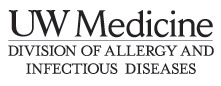 UW Medicine
DIVISION OF ALLERGY AND
INFECTIOUS DISEASES